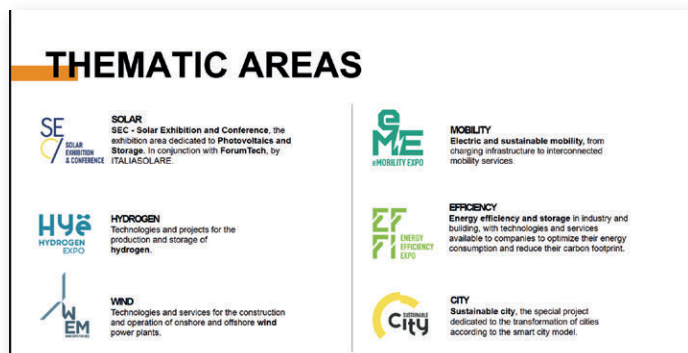 THEMATIC AREAS
SE
SOLAR
EXHIBITION
& CONFERENCE
SOLAR
SEC - Solar Exhibition and Conference, the
exhibition area dedicated to Photovoltaics and
Storage. In conjunction with ForumTech, by
ITALIASOLARE.
HYë
HYDROGEN
EXPO
HYDROGEN
Technologies and projects for the
production and storage of
hydrogen.
WEM
WIND
Technologies and services for the construction
and operation of onshore and offshore wind
power plants.
eME
eMOBILITY EXPO
MOBILITY
Electric and sustainable mobility, from
charging infrastructure to interconnected
mobility services.
EFFI
ENERGY
EFFICIENCY
EXPO
EFFICIENCY
Energy efficiency and storage in industry and
building, with technologies and services
available to companies to optimize their energy
consumption and reduce their carbon footprint.
SUSTAINABLE
City
CITY
Sustainable city, the special project
dedicated to the transformation of cities
according to the smart city model.